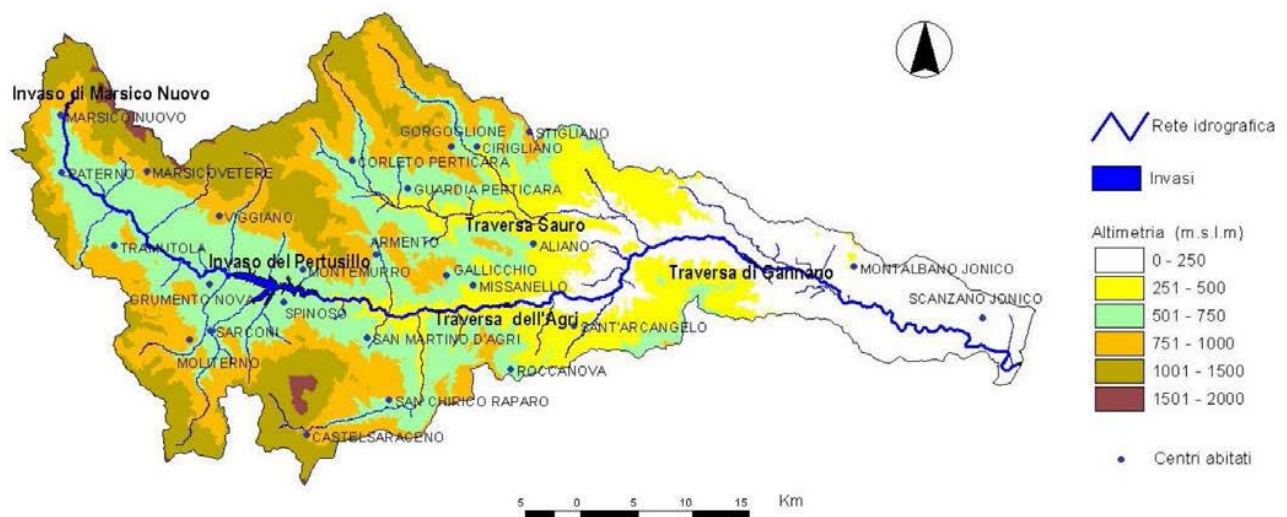 Invaso di Marsico Nuovo
MARSICO NUOVO
GORGOGLIONE
STIGLIANO
CIRIGLIANO
CORLETO PERTICARA
PATERNO
MARSICOVETERE
GUARDIA PERTICARA
VIGGIANO
Traversa Sauro
TRAMUTOLA
ARMENTO
ALIANO
Invaso del Pertusillo
MONTEMURRO
GALLICCHIO
Traversa di Gannano
MONTALBANO JONICO
MISSANELLO
GRUMENTO NOVA
SPINOSO
SCANZANO JONICO
Traversa dell'Agri
SANT'ARCANGELO
SARCONI
SAN MARTINO D'AGRI
MOLITERNO
ROCCANOVA
SAN CHIRICO RAPARO
CASTELSARACENO
Rete idrografica
Invasi
Altimetria (m.s.l.m)
0 - 250
251 - 500
501 - 750
751 - 1000
1001 - 1500
1501 - 2000
Centri abitati
5 0 5 10 15 Km